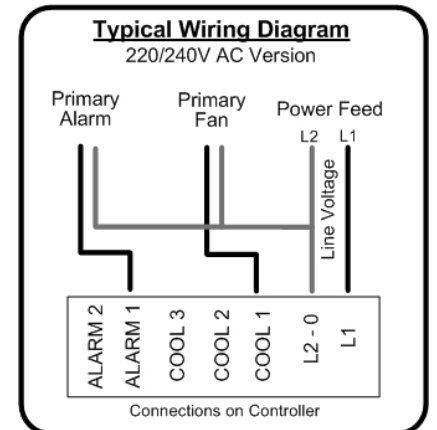 Typical Wiring Diagram
220/240V AC Version
Primary
Alarm
Primary
Fan
Power Feed
L2
L1
Line Voltage
ALARM 2
ALARM 1
COOL 3
COOL 2
COOL 1
L2 - 0
L1
Connections on Controller